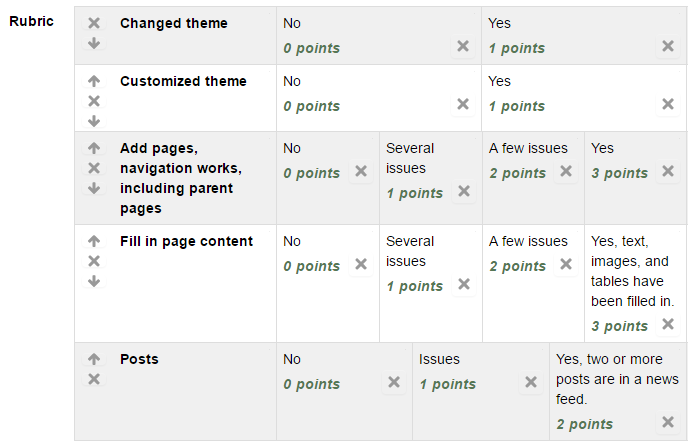 Rubric
Changed theme
No
0 points
Yes
1 points
Customized theme
No
0 points
Yes
1 points
Add pages,
navigation works,
including parent
pages
No
0 points
Several
issues
1 points
A few issues
2 points
Yes
3 points
Fill in page content
No
0 points
Several
issues
1 points
A few issues
2 points
Yes, text,
images, and
tables have
been filled in.
3 points
Posts
No
0 points
Issues
1 points
Yes, two or more
posts are in a news
feed.
2 points